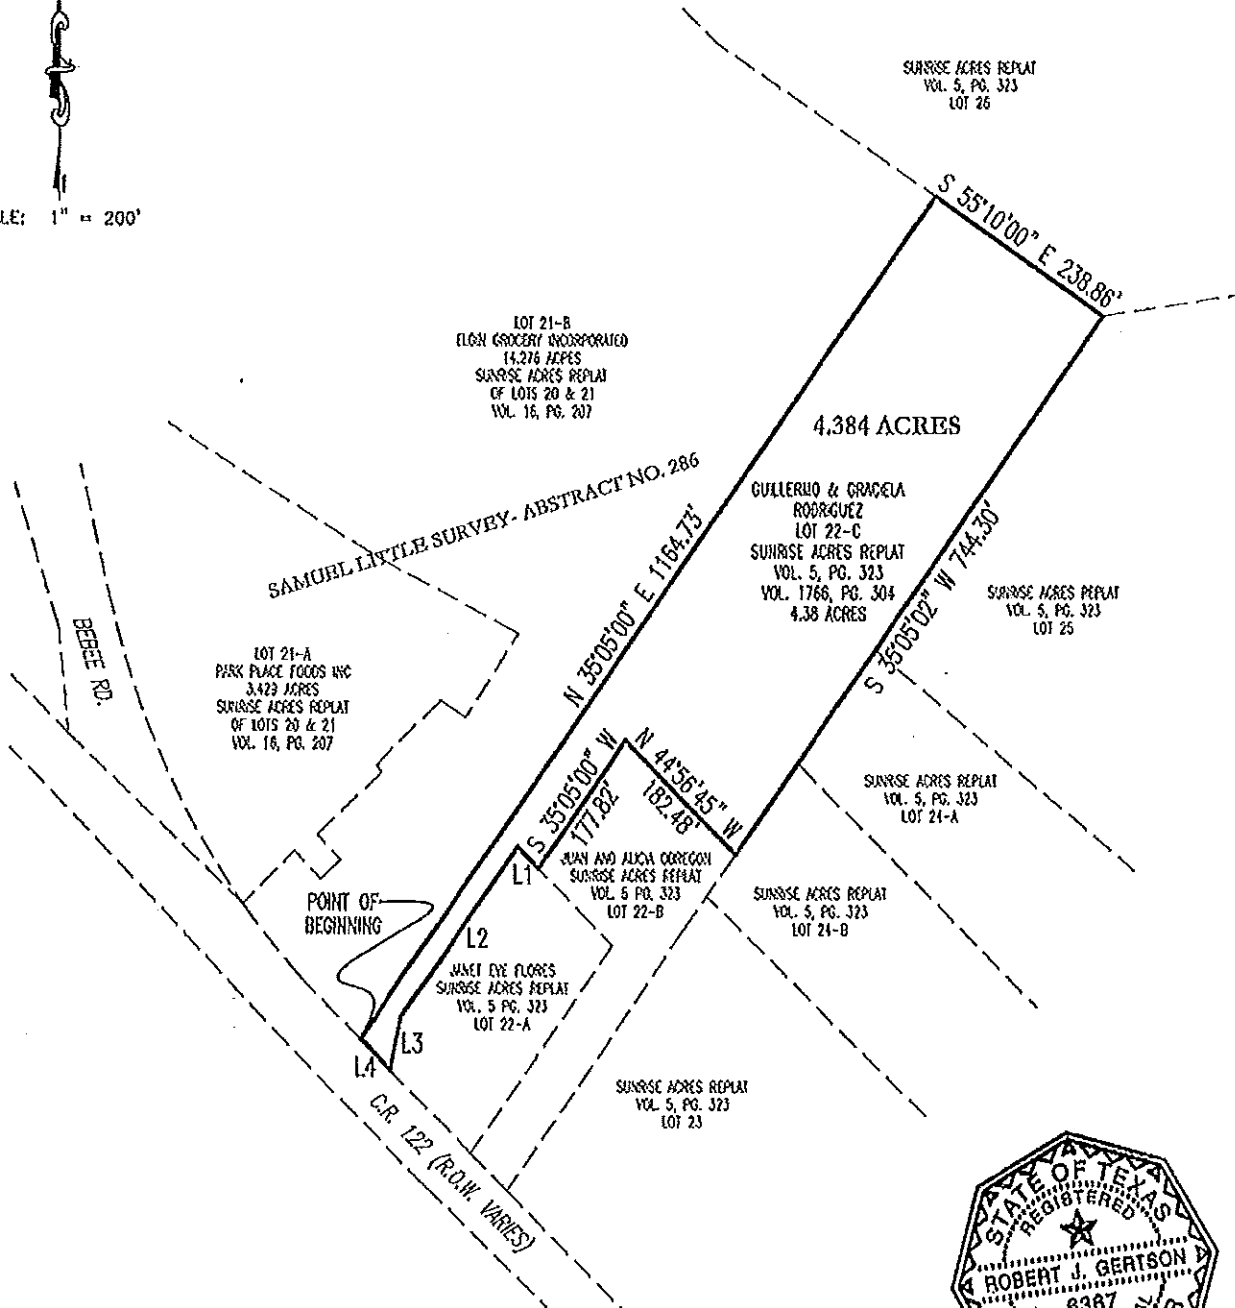 SUNRISE ACRES REPLAT
VOL. 5, PG. 323
LOT 26
LE: 1" = 200'
S 55°10'00" E 238.86'
LOT 21-B
ELGIN GROCERY INCORPORATED
14.276 ACRES
SUNRISE ACRES REPLAT
OF LOTS 20 & 21
VOL. 16, PG. 207
4.384 ACRES
SAMUEL LITTLE SURVEY- ABSTRACT NO. 286
GUILLERMO & GRACIELA
RODRIGUEZ
LOT 22-C
SUNRISE ACRES REPLAT
VOL. 5, PG. 323
VOL. 1766, PG. 304
4.38 ACRES
N 35°05'00" E 1164.73'
S 35°05'02" W 744.30'
SUNRISE ACRES REPLAT
VOL. 5, PG. 323
LOT 25
BEBEE RD.
LOT 21-A
PARK PLACE FOODS INC
3.423 ACRES
SUNRISE ACRES REPLAT
OF LOTS 20 & 21
VOL. 16, PG. 207
S 35°05'00" W
177.82'
N 44°56'45" W
182.48'
SUNRISE ACRES REPLAT
VOL. 5, PG. 323
LOT 24-A
JUAN AND ALICIA
SUNRISE ACRES REPLAT
VOL. 5 PG. 323
LOT 22-B
L1
POINT OF
BEGINNING
SUNRISE ACRES REPLAT
VOL. 5, PG. 323
LOT 24-B
L2
JANET EYE FLORES
SUNRISE ACRES REPLAT
VOL. 5 PG. 323
LOT 22-A
L3
L4
C.R. 122 (R.O.W. VARIES)
SUNRISE ACRES REPLAT
VOL. 5, PG. 323
LOT 23
STATE OF TEXAS
REGISTERED
ROBERT J. GERTSON
6367